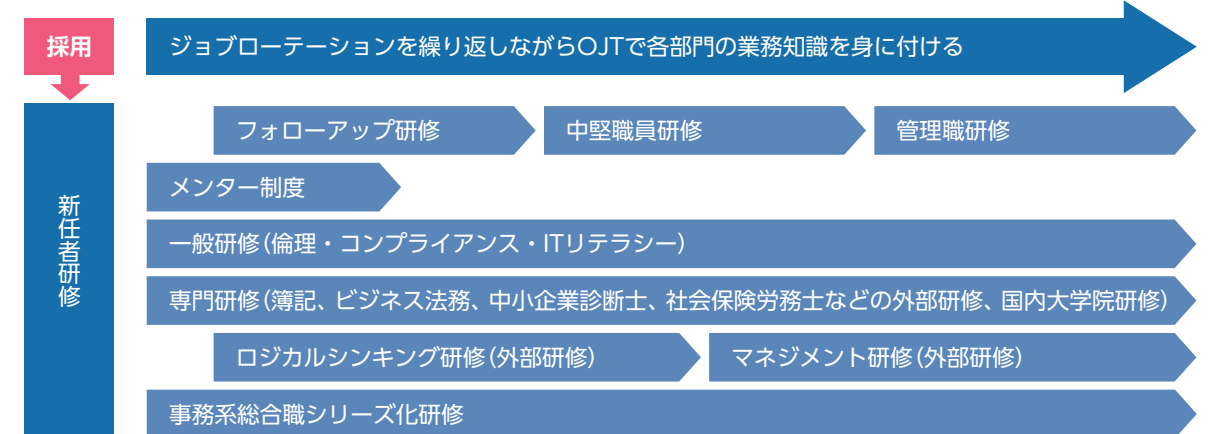 採用
ジョブローテーションを繰り返しながらOJTで各部門の業務知識を身に付ける
新任者研修
フォローアップ研修
中堅職員研修
管理職研修
メンター制度
一般研修(倫理・コンプライアンス・ITリテラシー)
専門研修(簿記、ビジネス法務、中小企業診断士、社会保険労務士などの外部研修、国内大学院研修)
ロジカルシンキング研修(外部研修)
マネジメント研修(外部研修)
事務系総合職シリーズ化研修